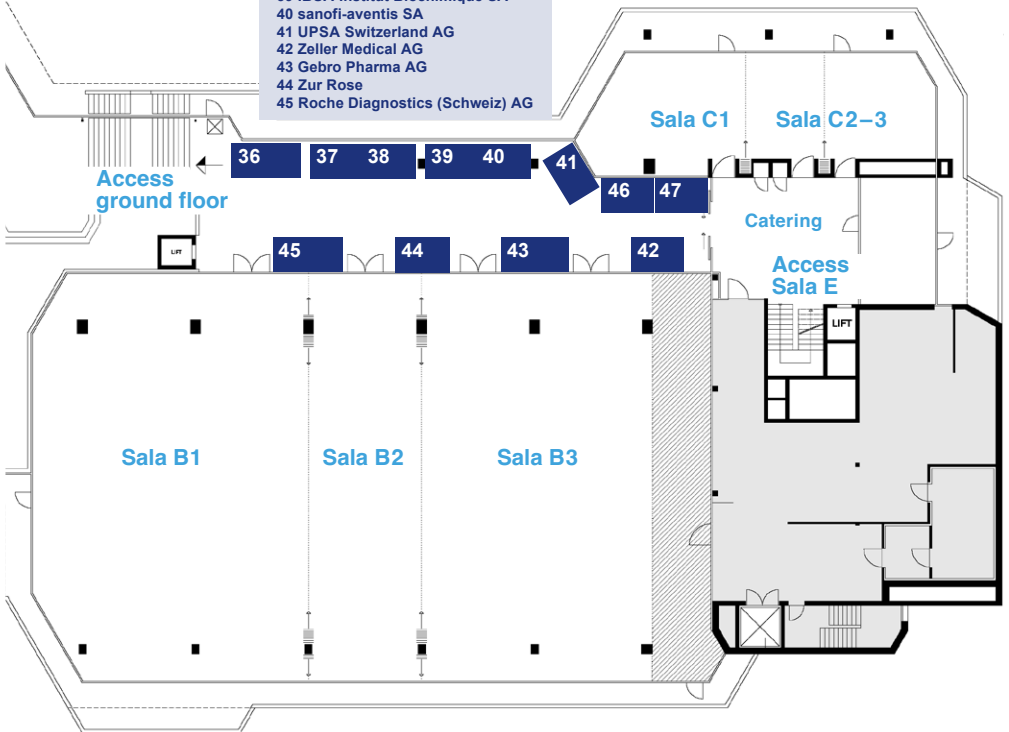 40 sanofi-aventis SA
41 UPSA Switzerland AG
42 Zeller Medical AG
43 Gebro Pharma AG
44 Zur Rose
45 Roche Diagnostics (Schweiz) AG
Sala C1
Sala C2–3
36
37
38
39
40
41
46
47
Access
ground floor
Catering
LIFT
45
44
43
42
Access
Sala E
LIFT
Sala B1
Sala B2
Sala B3